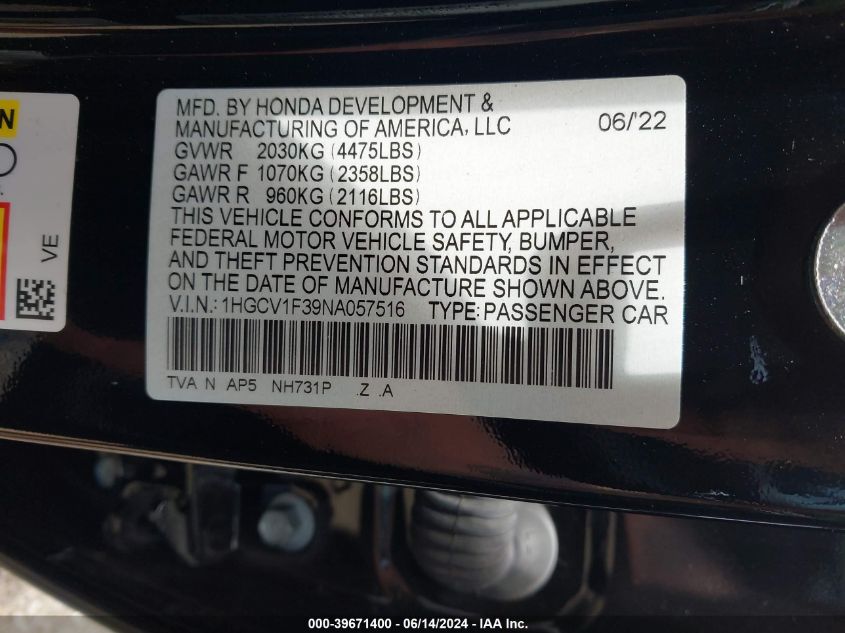 MFD. BY HONDA DEVELOPMENT &
MANUFACTURING OF AMERICA, LLC 06/'22
GVWR 2030KG (4475LBS)
GAWR F 1070KG (2358LBS)
GAWR R 960KG (2116LBS)
THIS VEHICLE CONFORMS TO ALL APPLICABLE
FEDERAL MOTOR VEHICLE SAFETY, BUMPER,
AND THEFT PREVENTION STANDARDS IN EFFECT
ON THE DATE OF MANUFACTURE SHOWN ABOVE.
V.I.N.: 1HGCV1F39NA057516 TYPE: PASSENGER CAR
TVA N AP5 NH731P .Z .A
VE
000-39671400 - 06/14/2024 - IAA Inc.